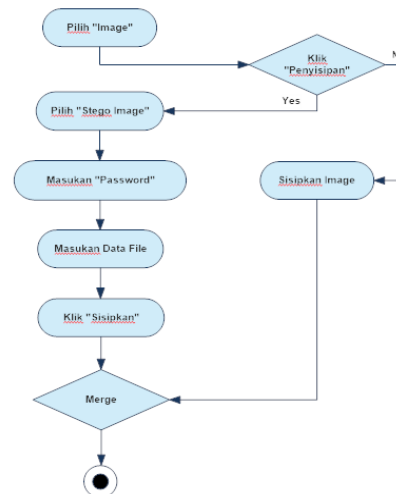 Pilih "Image"
Klik
"Penyisipan"
Yes
Pilih "Stego Image"
Masukan "Password"
Sisipkan Image
Masukan Data File
Klik "Sisipkan"
Merge